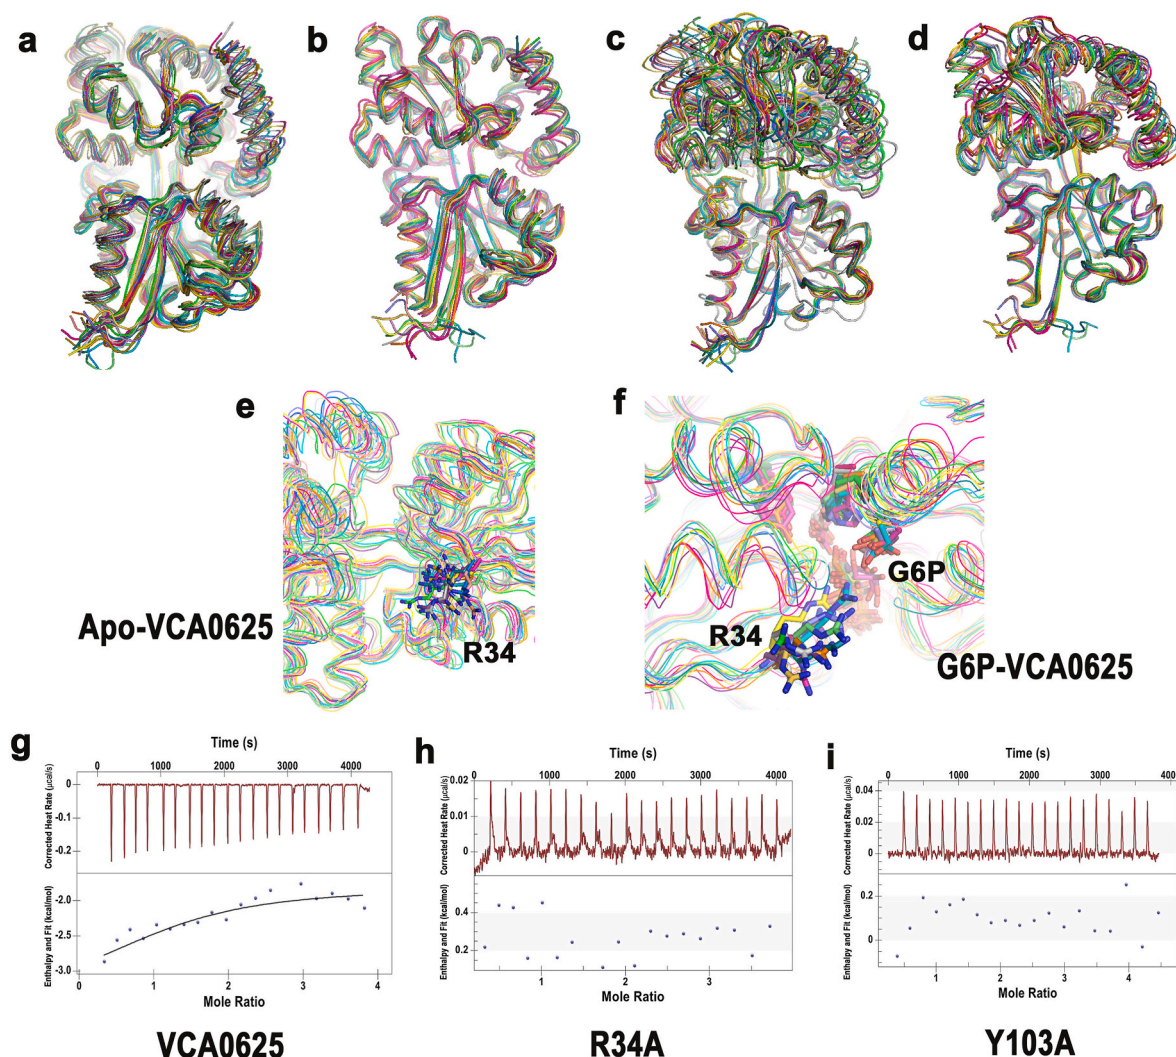 a
b
c
d
e
Apo-VCA0625
R34
f
G6P
R34
G6P-VCA0625
g
Time (s)
0 1000 2000 3000 4000
Corrected Heat Rate (μcal/s)
0
-0.1
-0.2
Enthalpy and Fit (kcal/mol)
-2.0
-2.5
-3.0
0 1 2 3 4
Mole Ratio
VCA0625
h
Time (s)
0 1000 2000 3000 4000
Corrected Heat Rate (μcal/s)
0.02
0.01
0
Enthalpy and Fit (kcal/mol)
0.4
0.2
1 2 3
Mole Ratio
R34A
i
Time (s)
0 1000 2000 3000 4000
Corrected Heat Rate (μcal/s)
0.04
0.02
0
Enthalpy and Fit (kcal/mol)
0.2
0
1 2 3 4
Mole Ratio
Y103A